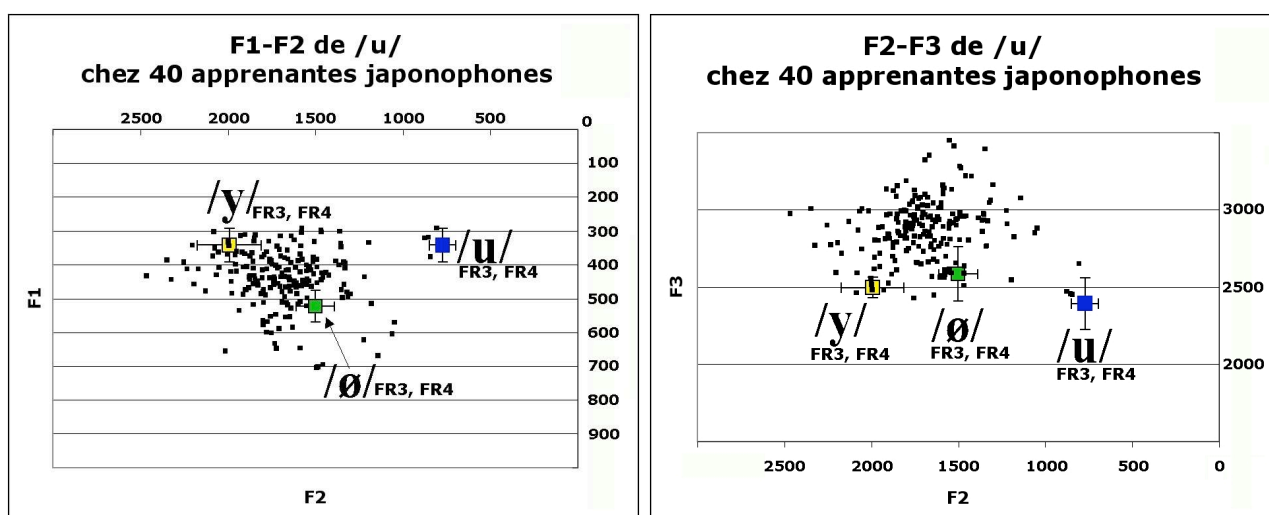 F1-F2 de /u/
chez 40 apprenantes japonophones
2500 2000 1500 1000 500 0
100
200
300
400
500
600
700
800
900
F1
/y/FR3, FR4
/u/
FR3, FR4
/ø/FR3, FR4
F2
F2-F3 de /u/
chez 40 apprenantes japonophones
3000
2500
2000
F3
/y/
FR3, FR4
/ø/
FR3, FR4
/u/
FR3, FR4
2500 2000 1500 1000 500 0
F2